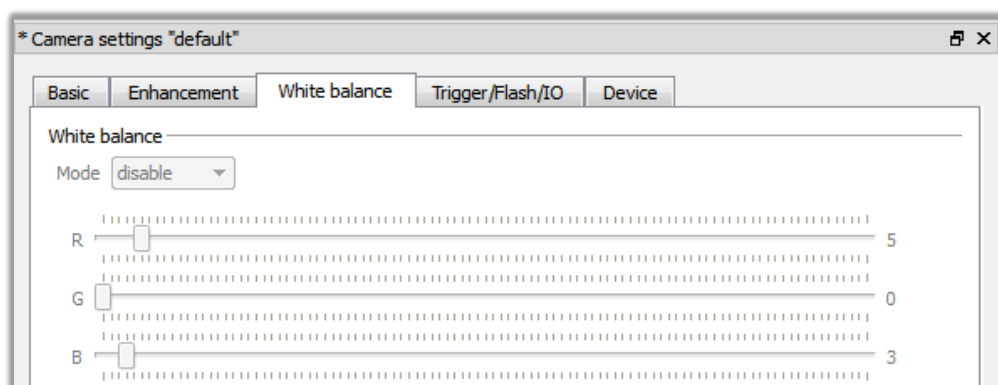 * Camera settings "default"
Basic Enhancement White balance Trigger/Flash/IO Device
White balance
Mode disable
R 5
G 0
B 3